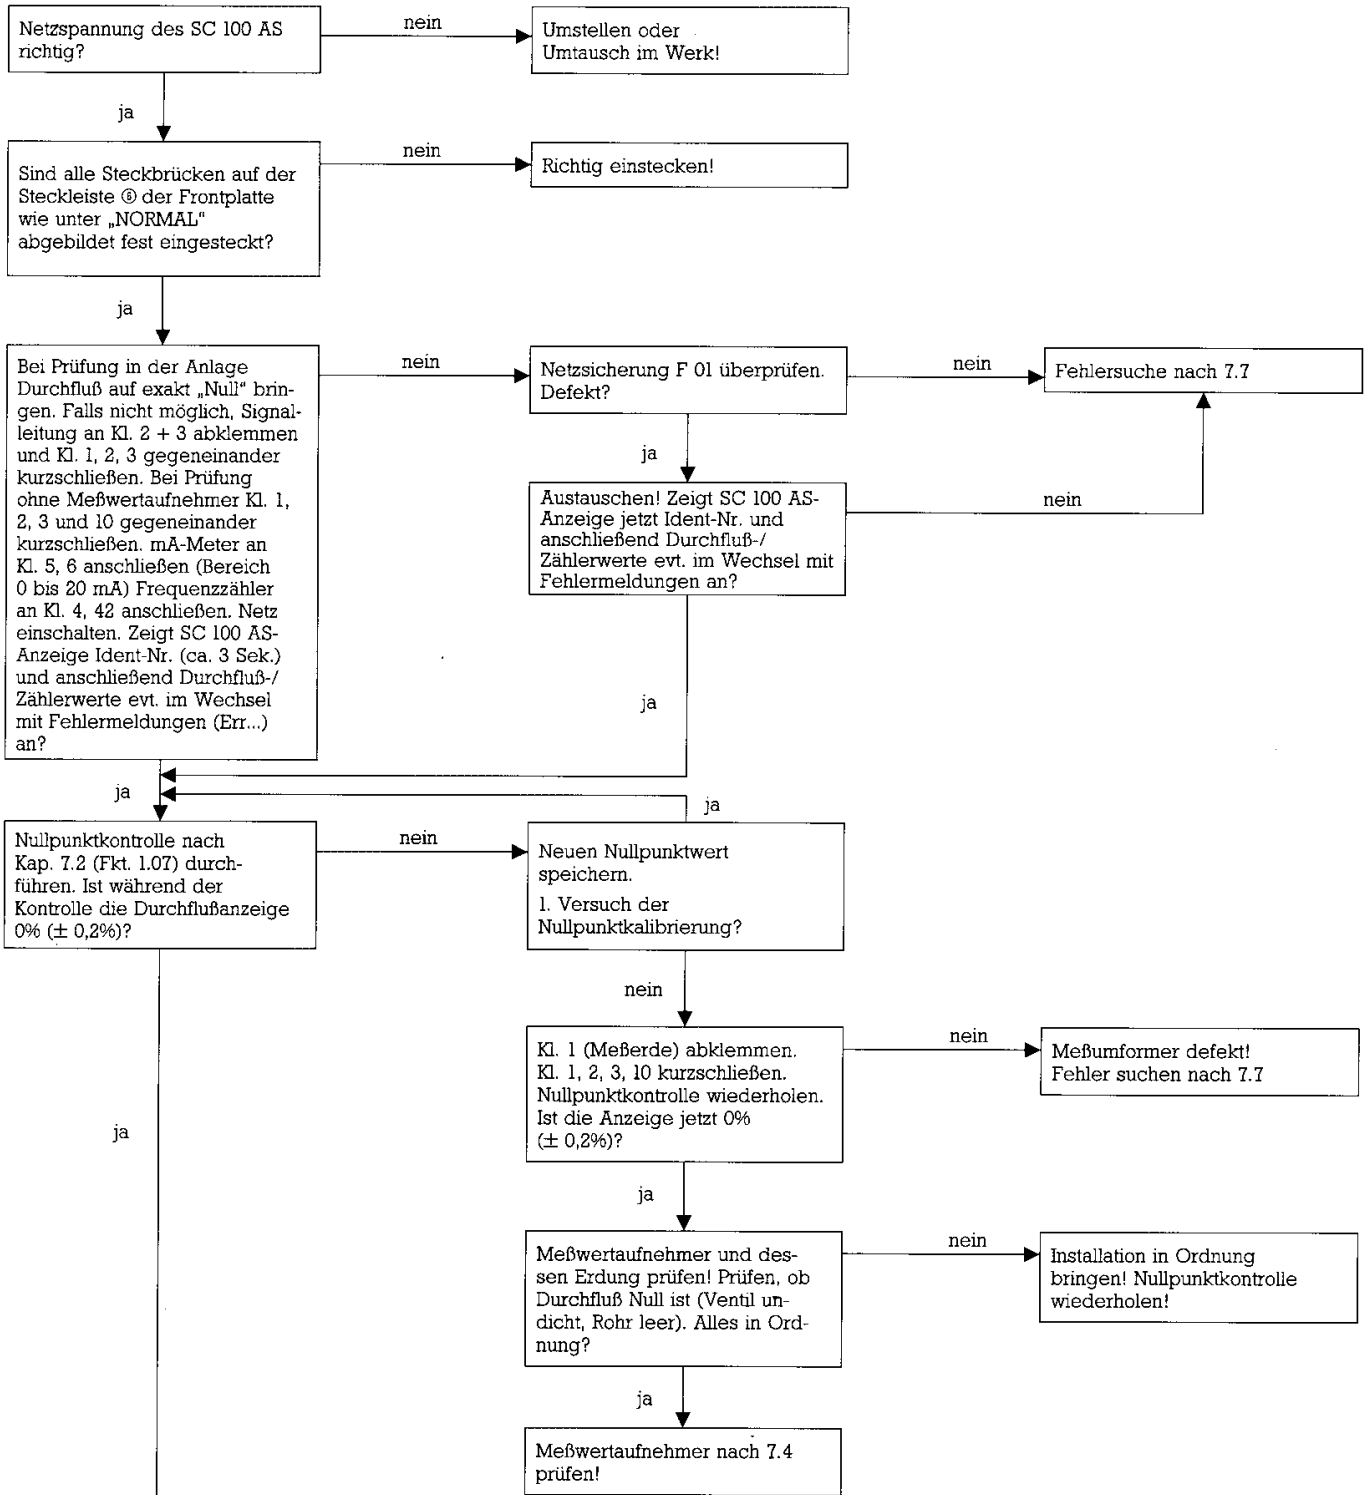 Netzspannung des SC 100 AS
richtig?
nein
Umstellen oder
Umtausch im Werk!
ja
Sind alle Steckbrücken auf der
Steckleiste ⑥ der Frontplatte
wie unter „NORMAL“
abgebildet fest eingesteckt?
nein
Richtig einstecken!
ja
Bei Prüfung in der Anlage
Durchfluß auf exakt „Null“ brin-
gen. Falls nicht möglich, Signal-
leitung an Kl. 2 + 3 abklemmen
und Kl. 1, 2, 3 gegeneinander
kurzschließen. Bei Prüfung
ohne Meßwertaufnehmer Kl. 1,
2, 3 und 10 gegeneinander
kurzschließen. mA-Meter an
Kl. 5, 6 anschließen (Bereich
0 bis 20 mA) Frequenzzähler
an Kl. 4, 42 anschließen. Netz
einschalten. Zeigt SC 100 AS-
Anzeige Ident-Nr. (ca. 3 Sek.)
und anschließend Durchfluß-/
Zählerwerte evt. im Wechsel
mit Fehlermeldungen (Err...)
an?
nein
Netzsicherung F 01 überprüfen.
Defekt?
nein
Fehlersuche nach 7.7
ja
Austauschen! Zeigt SC 100 AS-
Anzeige jetzt Ident-Nr. und
anschließend Durchfluß-/
Zählerwerte evt. im Wechsel mit
Fehlermeldungen an?
nein
ja
ja
ja
Nullpunktkontrolle nach
Kap. 7.2 (Fkt. 1.07) durch-
führen. Ist während der
Kontrolle die Durchflußanzeige
0% (± 0,2%)?
nein
Neuen Nullpunktwert
speichern.
1. Versuch der
Nullpunktkalibrierung?
nein
Kl. 1 (Meßerde) abklemmen.
Kl. 1, 2, 3, 10 kurzschließen.
Nullpunktkontrolle wiederholen.
Ist die Anzeige jetzt 0%
(± 0,2%)?
nein
Meßumformer defekt!
Fehler suchen nach 7.7
ja
ja
Meßwertaufnehmer und des-
sen Erdung prüfen! Prüfen, ob
Durchfluß Null ist (Ventil un-
dicht, Rohr leer). Alles in Ord-
nung?
nein
Installation in Ordnung
bringen! Nullpunktkontrolle
wiederholen!
ja
Meßwertaufnehmer nach 7.4
prüfen!